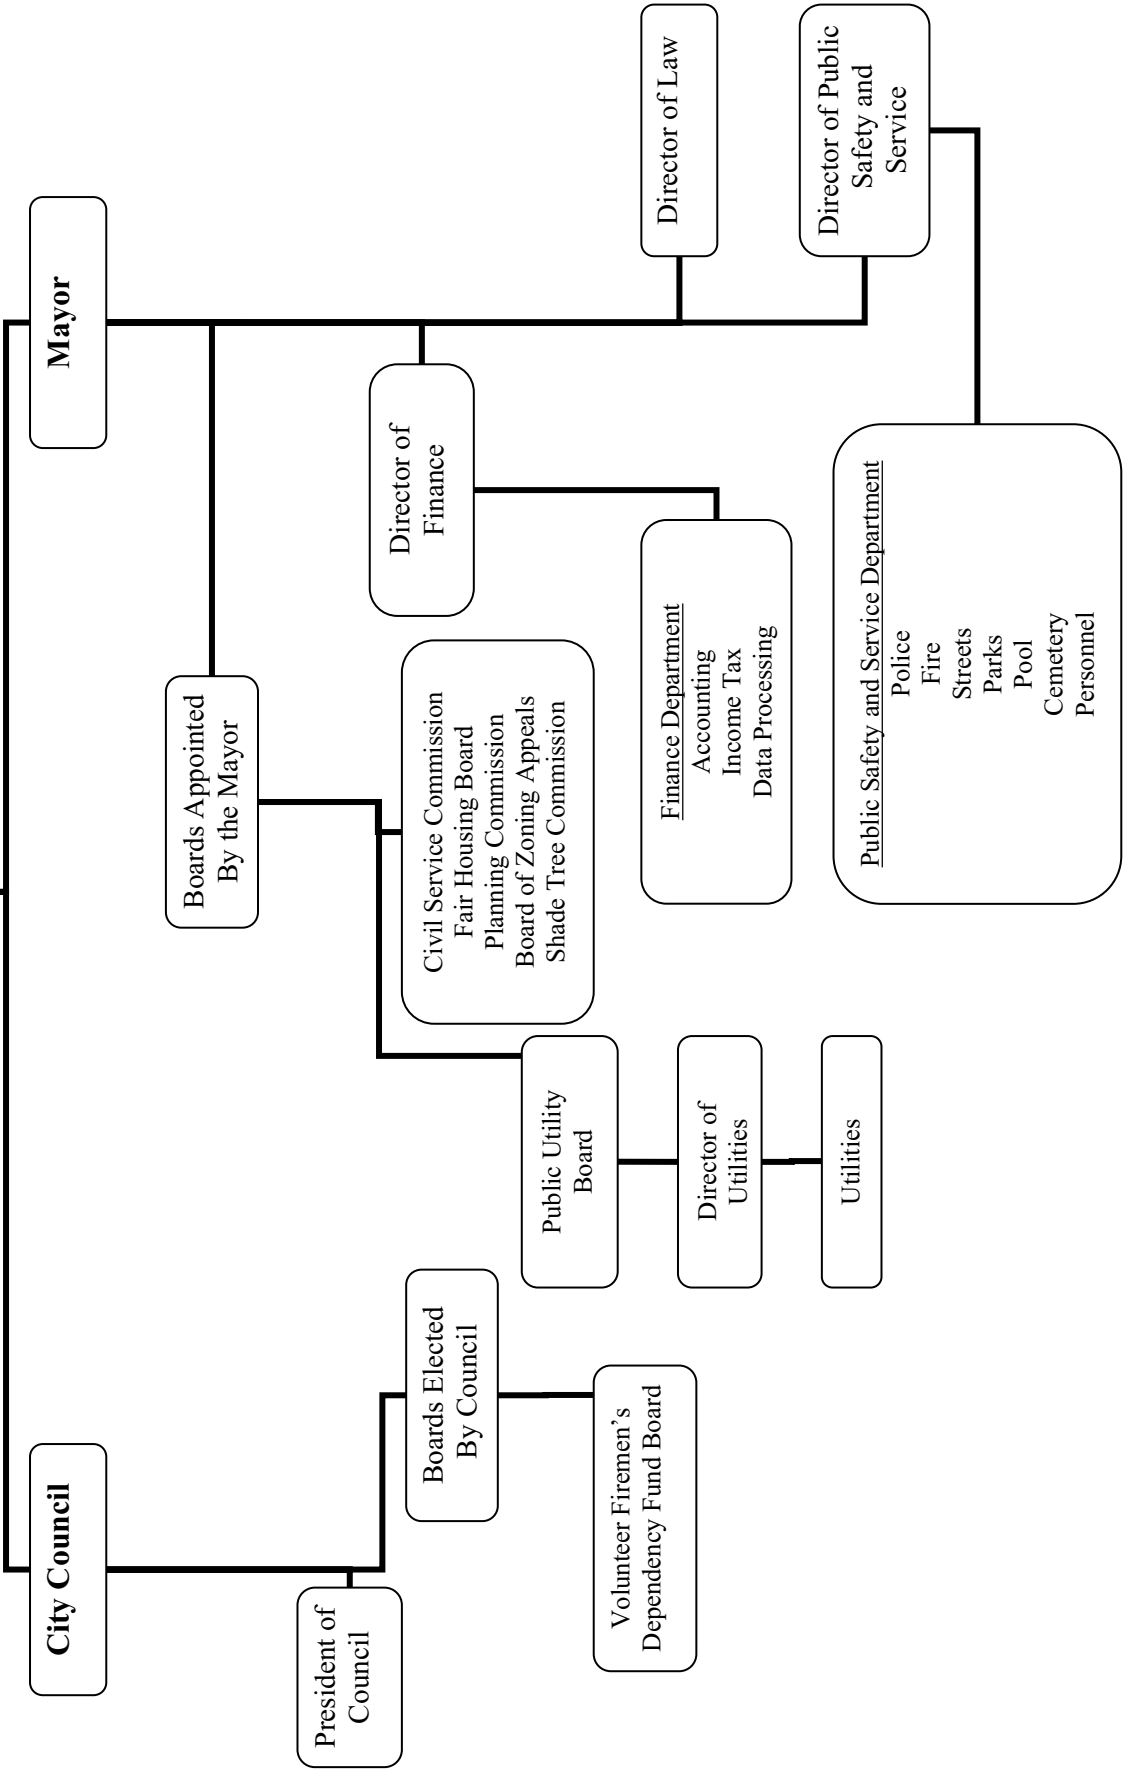 City Council
Mayor
President of
Council
Boards Elected
By Council
Volunteer Firemen’s
Dependency Fund Board
Boards Appointed
By the Mayor
Public Utility
Board
Director of
Utilities
Utilities
Civil Service Commission
Fair Housing Board
Planning Commission
Board of Zoning Appeals
Shade Tree Commission
Director of
Finance
Finance Department
Accounting
Income Tax
Data Processing
Director of Law
Director of Public
Safety and
Service
Public Safety and Service Department
Police
Fire
Streets
Parks
Pool
Cemetery
Personnel